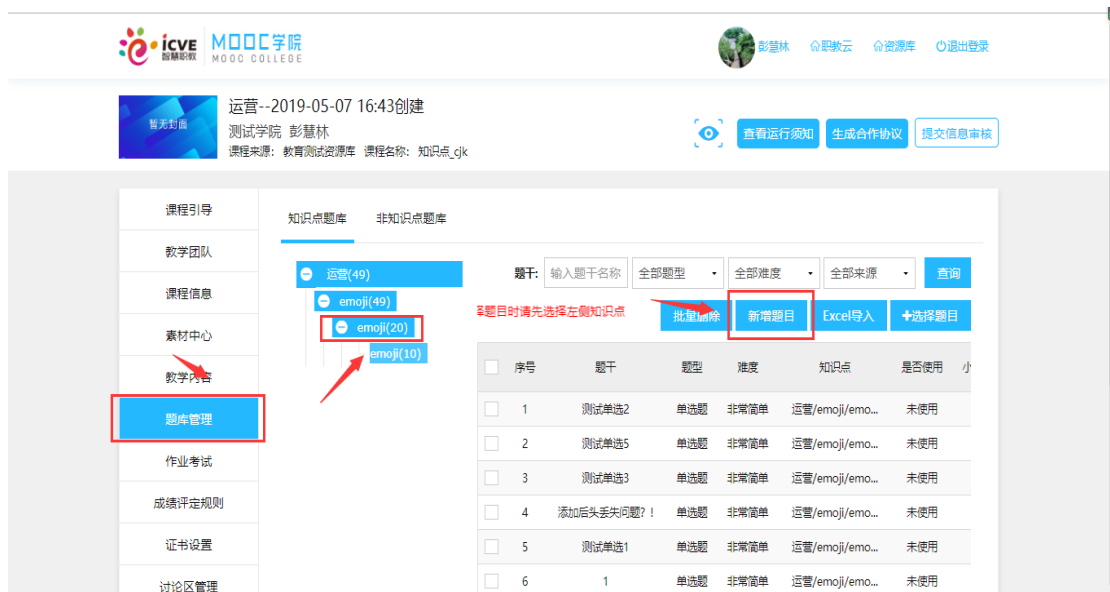 icve 智慧职教 MOOC学院 MOOC COLLEGE
彭慧林 职教云 资源库 退出登录
暂无封面
运营--2019-05-07 16:43创建
测试学院 彭慧林
课程来源: 教育测试资源库 课程名称: 知识点_cjk
查看运行须知 生成合作协议 提交信息审核
课程引导
教学团队
课程信息
素材中心
教学内容
题库管理
作业考试
成绩评定规则
证书设置
讨论区管理
知识点题库 非知识点题库
运营(49)
emoji(49)
emoji(20)
emoji(10)
题干: 输入题干名称 全部题型 全部难度 全部来源 查询
择题目时请先选择左侧知识点 批量删除 新增题目 Excel导入 +选择题目
序号 题干 题型 难度 知识点 是否使用 小
1 测试单选2 单选题 非常简单 运营/emoji/emo... 未使用
2 测试单选5 单选题 非常简单 运营/emoji/emo... 未使用
3 测试单选3 单选题 非常简单 运营/emoji/emo... 未使用
4 添加后头丢失问题?! 单选题 非常简单 运营/emoji/emo... 未使用
5 测试单选1 单选题 非常简单 运营/emoji/emo... 未使用
6 1 单选题 非常简单 运营/emoji/emo... 未使用